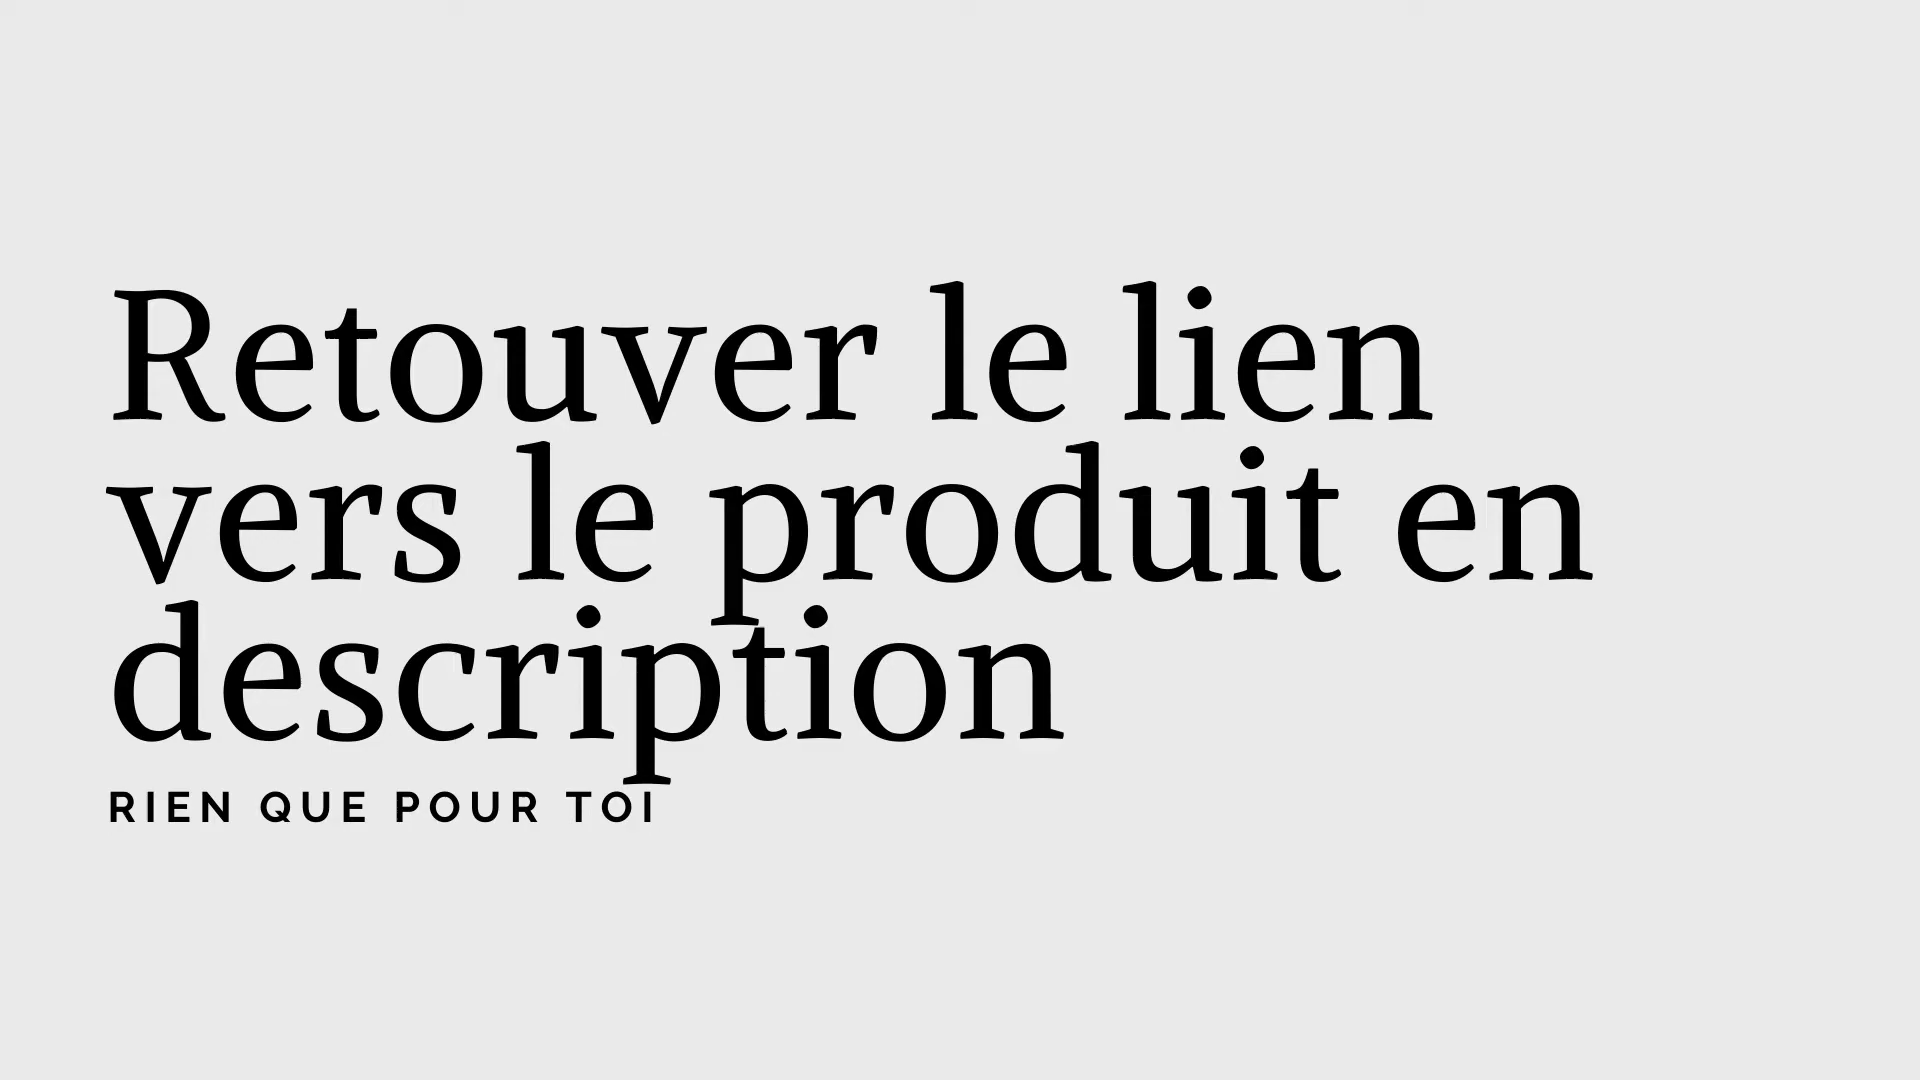 Retouver le lien
vers le produit en
description
RIEN QUE POUR TOI